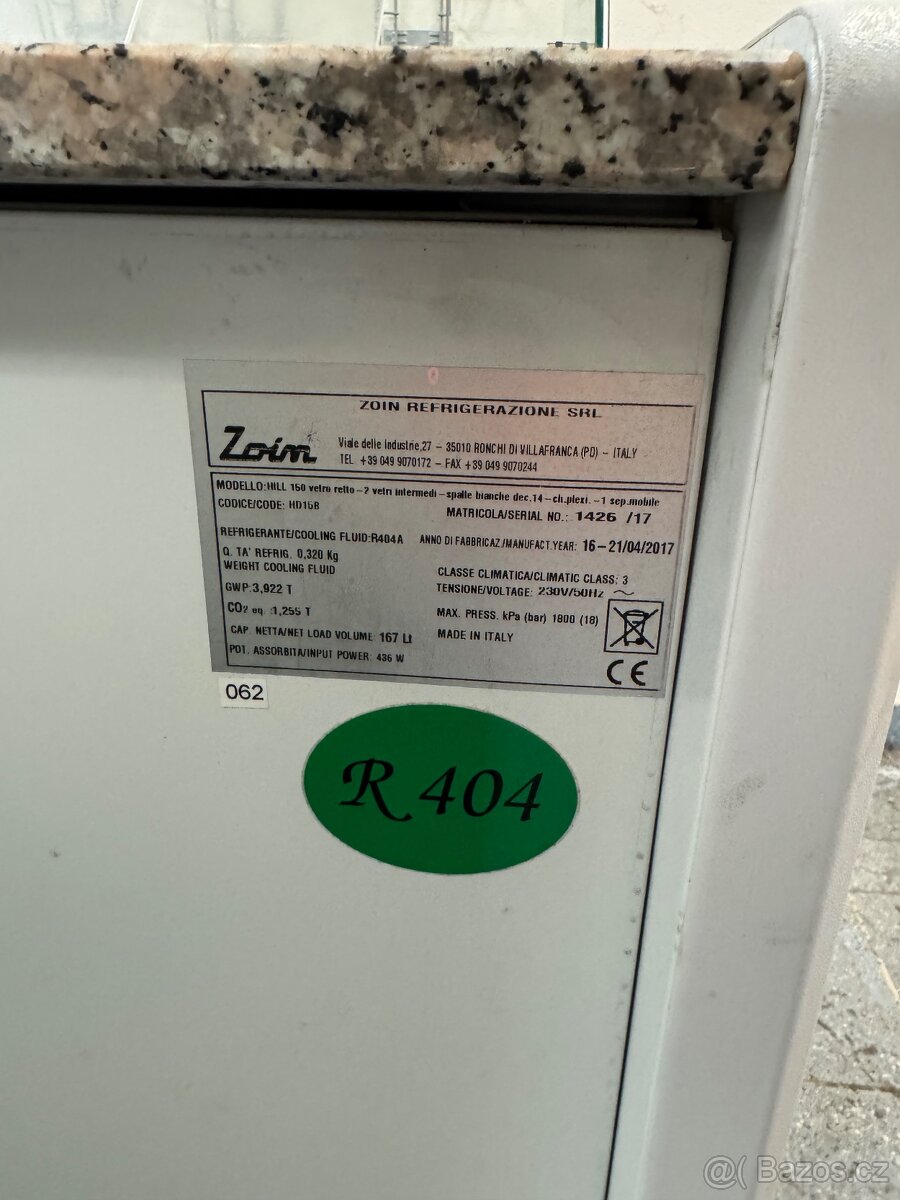 ZOIN REFRIGERAZIONE SRL
Zoin
Viale delle Industrie,27 – 35010 RONCHI DI VILLAFRANCA (PD) – ITALY
TEL +39 049 9070172 – FAX +39 049 9070244
MODELLO: HILL 150 vetro retto –2 vetri intermedi –spalle bianche dec.14 –ch.plexi. –1 sep.mobile
CODICE/CODE: HD15B
MATRICOLA/SERIAL NO.: 1426 /17
REFRIGERANTE/COOLING FLUID:R404A
ANNO DI FABBRICAZ./MANUFACT.YEAR: 16–21/04/2017
Q. TA' REFRIG. 0,320 Kg
WEIGHT COOLING FLUID
CLASSE CLIMATICA/CLIMATIC CLASS: 3
GWP:3,922 T
TENSIONE/VOLTAGE: 230V/50Hz ~
CO2 eq :1,255 T
MAX. PRESS. kPa (bar) 1800 (18)
CAP. NETTA/NET LOAD VOLUME: 167 Lt
MADE IN ITALY
POT. ASSORBITA/INPUT POWER: 436 W
CE
062
R 404
@( Bazos.cz